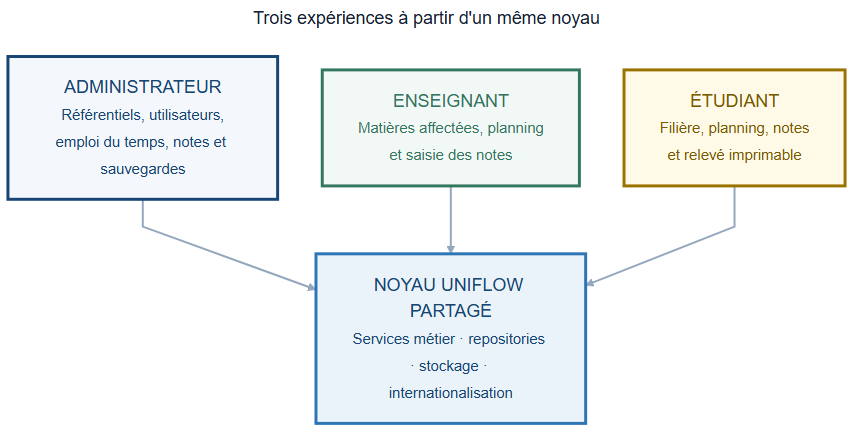 Trois expériences à partir d'un même noyau
ADMINISTRATEUR
Référentiels, utilisateurs,
emploi du temps, notes et
sauvegardes
ENSEIGNANT
Matières affectées, planning
et saisie des notes
ÉTUDIANT
Filière, planning, notes
et relevé imprimable
NOYAU UNIFLOW
PARTAGÉ
Services métier · repositories
· stockage ·
internationalisation